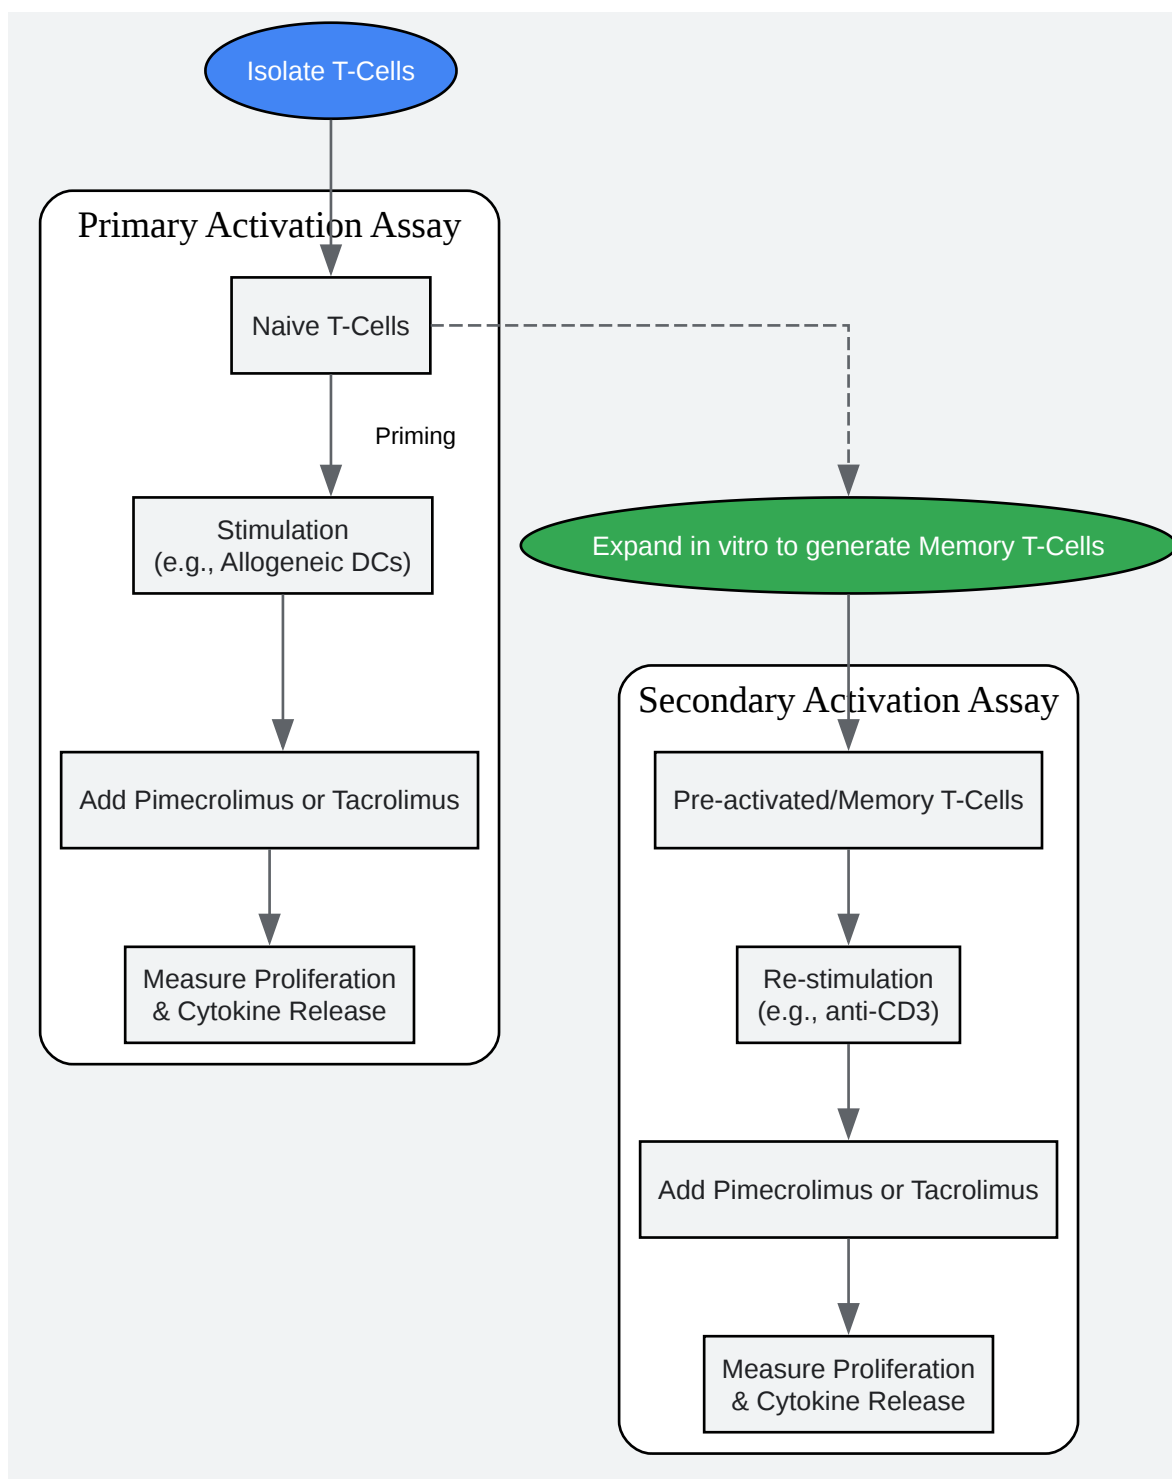 Isolate T-Cells
Primary Activation Assay
Naive T-Cells
Priming
Stimulation
(e.g., Allogeneic DCs)
Add Pimecrolimus or Tacrolimus
Measure Proliferation
& Cytokine Release
Expand in vitro to generate Memory T-Cells
Secondary Activation Assay
Pre-activated/Memory T-Cells
Re-stimulation
(e.g., anti-CD3)
Add Pimecrolimus or Tacrolimus
Measure Proliferation
& Cytokine Release